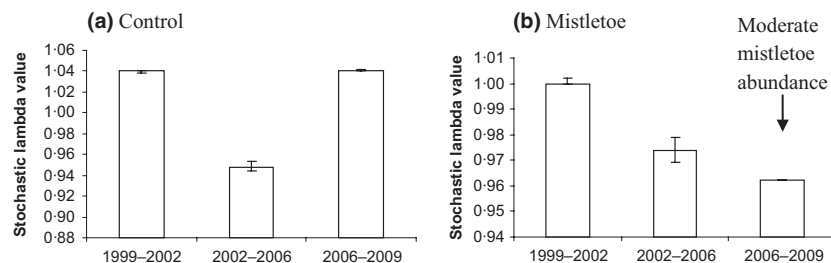 (a) Control
Stochastic lambda value
1·06
1·04
1·02
1·00
0·98
0·96
0·94
0·92
0·90
0·88
1999–2002 2002–2006 2006–2009
(b) Mistletoe
Stochastic lambda value
1·01
1·00
0·99
0·98
0·97
0·96
0·95
0·94
1999–2002 2002–2006 2006–2009
Moderate
mistletoe
abundance